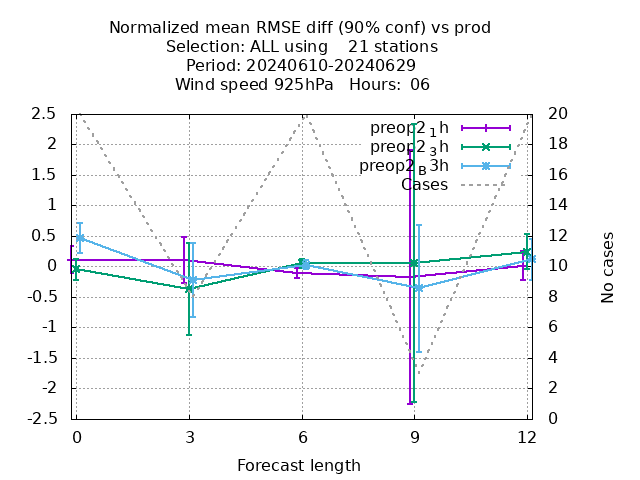 Normalized mean RMSE diff (90% conf) vs prod
Selection: ALL using    21 stations
Period: 20240610-20240629
Wind speed 925hPa   Hours:  06
preop2₁h
preop2₃h
preop2_B3h
Cases
2.5
2
1.5
1
0.5
0
-0.5
-1
-1.5
-2
-2.5
20
18
16
14
12
10
8
6
4
2
0
No cases
0 3 6 9 12
Forecast length